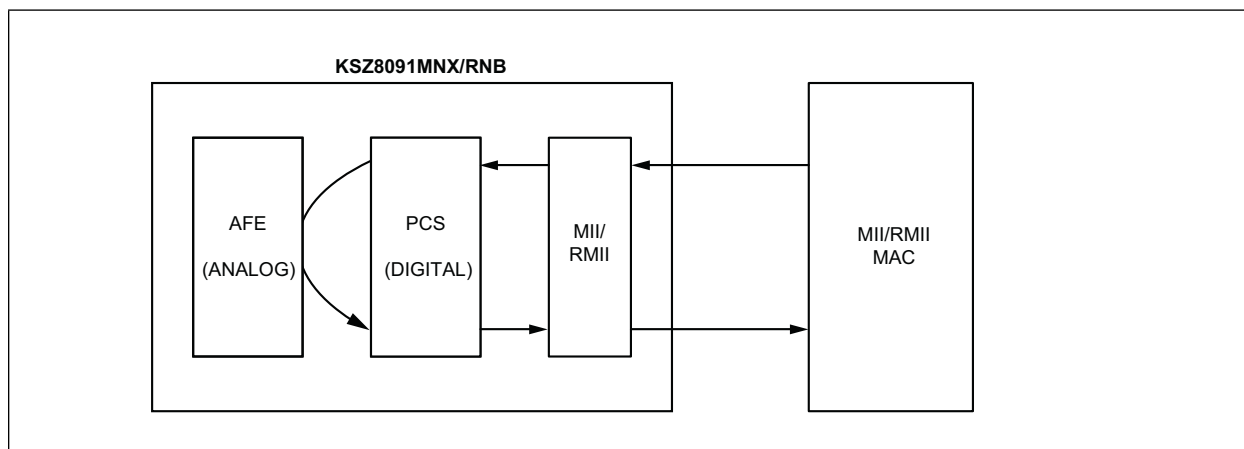 KSZ8091MNX/RNB
AFE
(ANALOG)
PCS
(DIGITAL)
MII/
RMII
MII/RMII
MAC